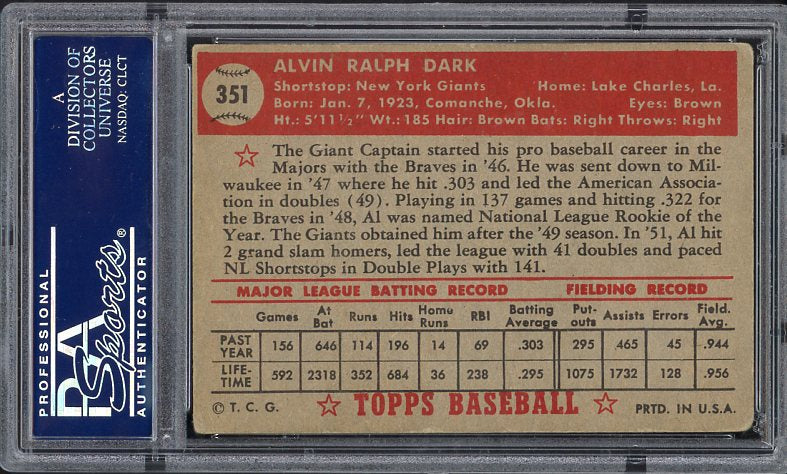 A
DIVISION OF
COLLECTORS
UNIVERSE
NASDAQ: CLCT
PROFESSIONAL
PSA
Sports
AUTHENTICATOR
351
ALVIN RALPH DARK
Shortstop: New York Giants Home: Lake Charles, La.
Born: Jan. 7, 1923, Comanche, Okla. Eyes: Brown
Ht.: 5'11½" Wt.: 185 Hair: Brown Bats: Right Throws: Right
The Giant Captain started his pro baseball career in the
Majors with the Braves in '46. He was sent down to Mil-
waukee in '47 where he hit .303 and led the American Associa-
tion in doubles (49). Playing in 137 games and hitting .322 for
the Braves in '48, Al was named National League Rookie of the
Year. The Giants obtained him after the '49 season. In '51, Al hit
2 grand slam homers, led the league with 41 doubles and paced
NL Shortstops in Double Plays with 141.
MAJOR LEAGUE BATTING RECORD FIELDING RECORD
Games At Bat Runs Hits Home Runs RBI Batting Average Put-outs Assists Errors Field. Avg.
PAST YEAR 156 646 114 196 14 69 .303 295 465 45 .944
LIFE-TIME 592 2318 352 684 36 238 .295 1075 1732 128 .956
© T. C. G. ☆ TOPPS BASEBALL ☆ PRTD. IN U.S.A.